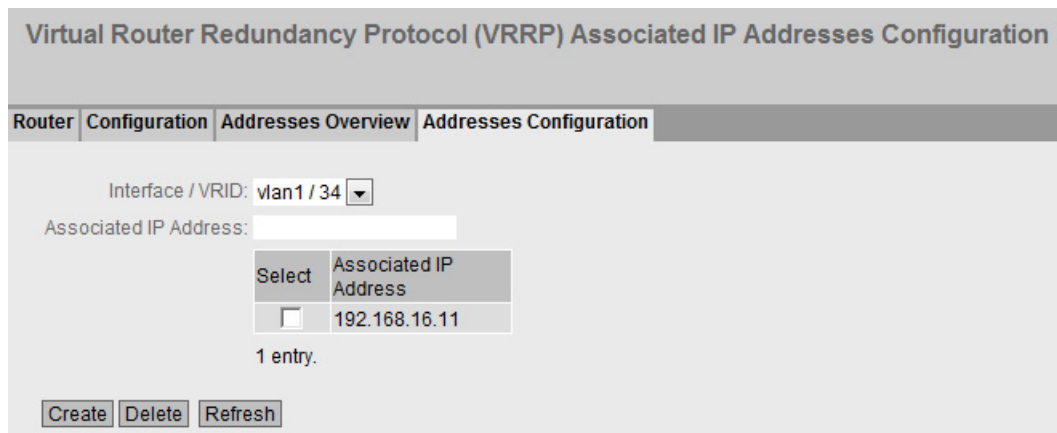 Virtual Router Redundancy Protocol (VRRP) Associated IP Addresses Configuration
Router Configuration Addresses Overview Addresses Configuration
Interface / VRID: vlan1 / 34
Associated IP Address:
Select Associated IP
Address
192.168.16.11
1 entry.
Create Delete Refresh